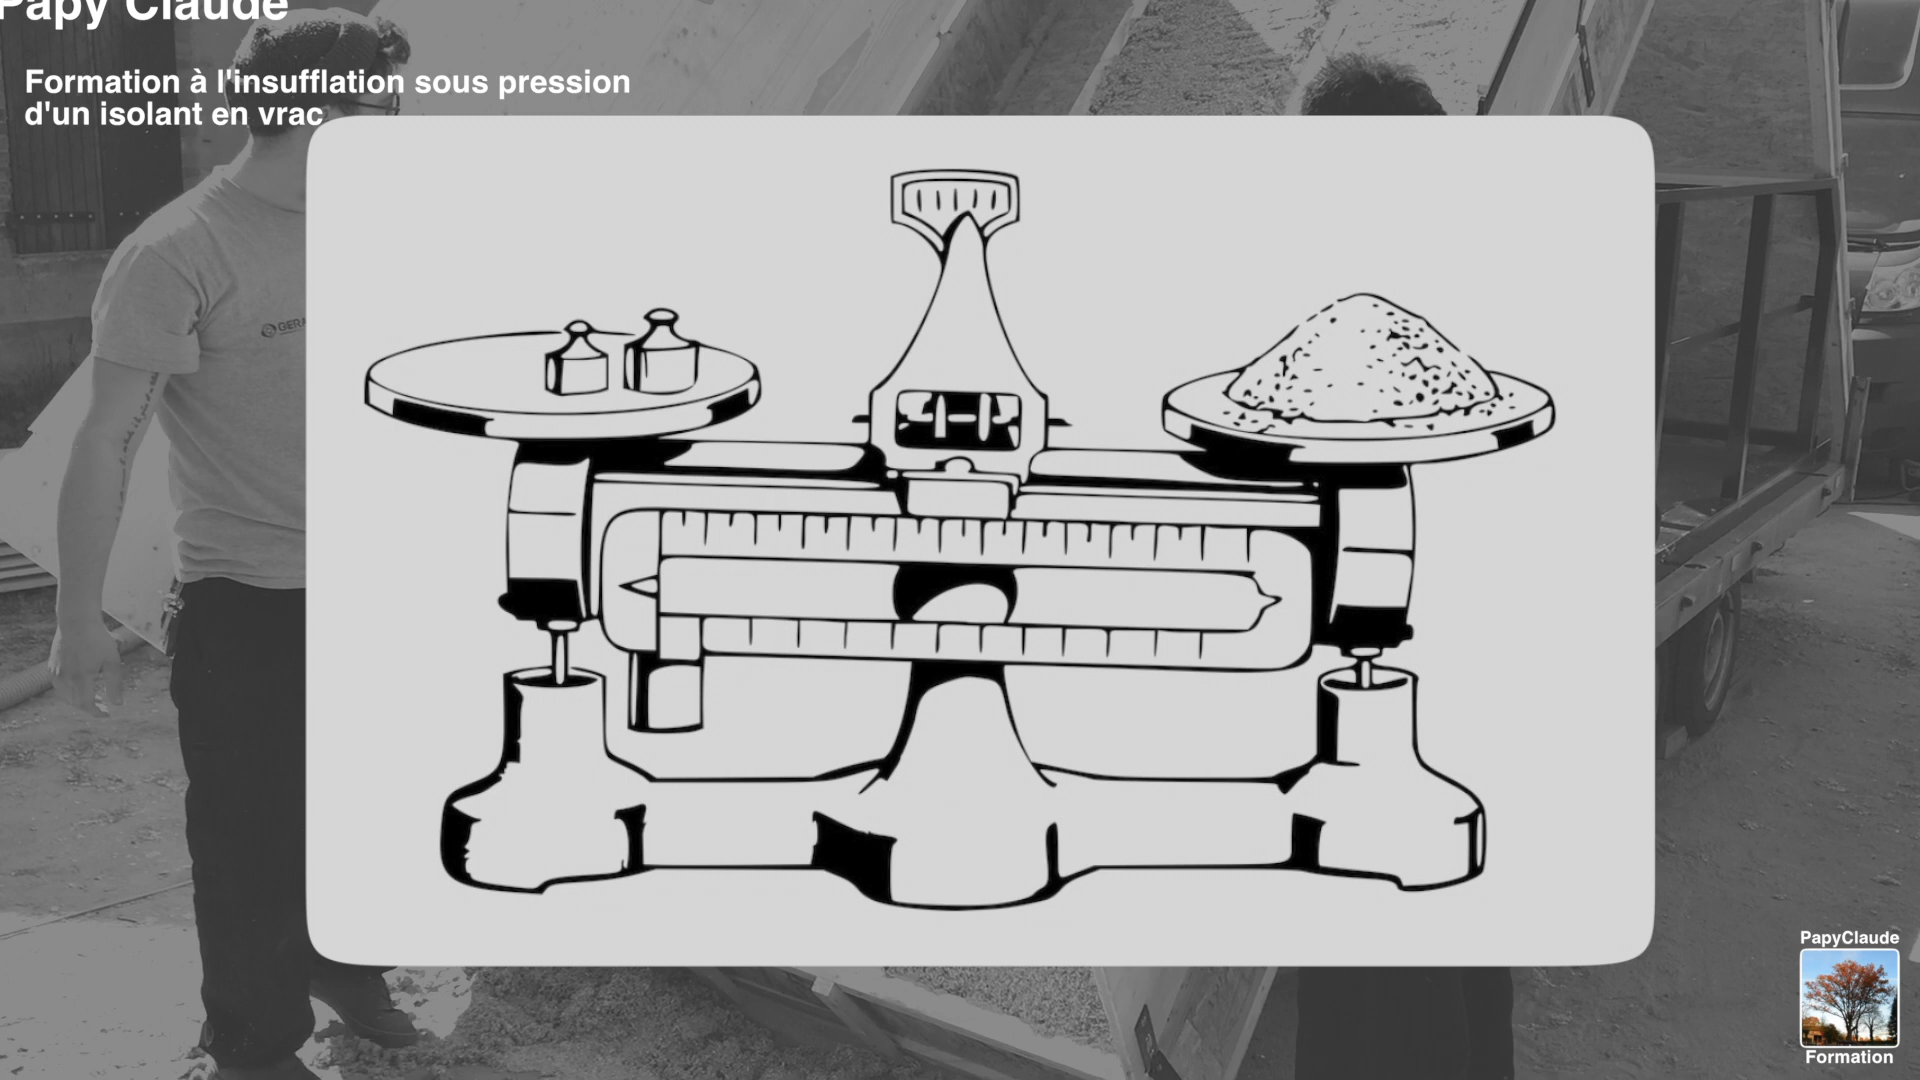 Papy Claude
Formation à l'insufflation sous pression
d'un isolant en vrac
PapyClaude
Formation